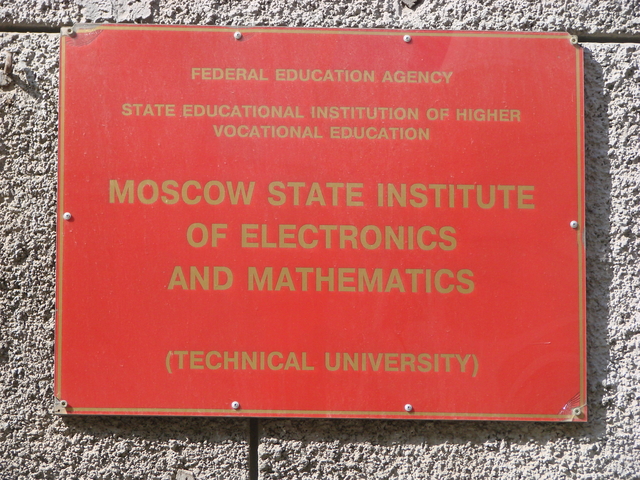 FEDERAL EDUCATION AGENCY
STATE EDUCATIONAL INSTITUTION OF HIGHER
VOCATIONAL EDUCATION
MOSCOW STATE INSTITUTE
OF ELECTRONICS
AND MATHEMATICS
(TECHNICAL UNIVERSITY)